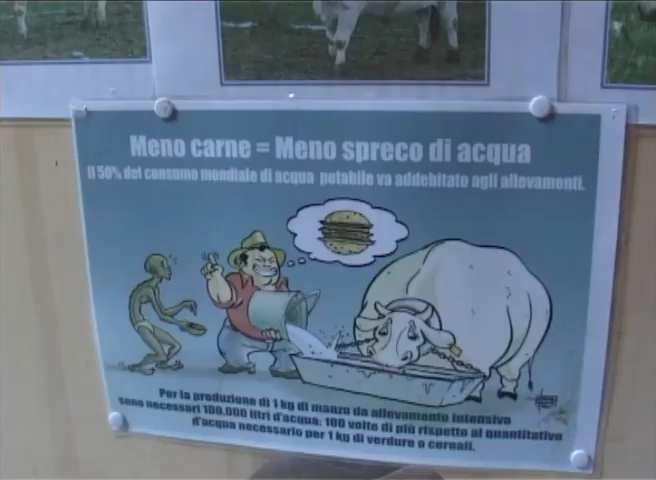 Meno carne = Meno spreco di acqua
Il 50% del consumo mondiale di acqua potabile va addebitato agli allevamenti.
Per la produzione di 1 kg di manzo da allevamento intensivo
sono necessari 100.000 litri d'acqua: 100 volte di più rispetto al quantitativo
d'acqua necessario per 1 kg di verdure o cereali.